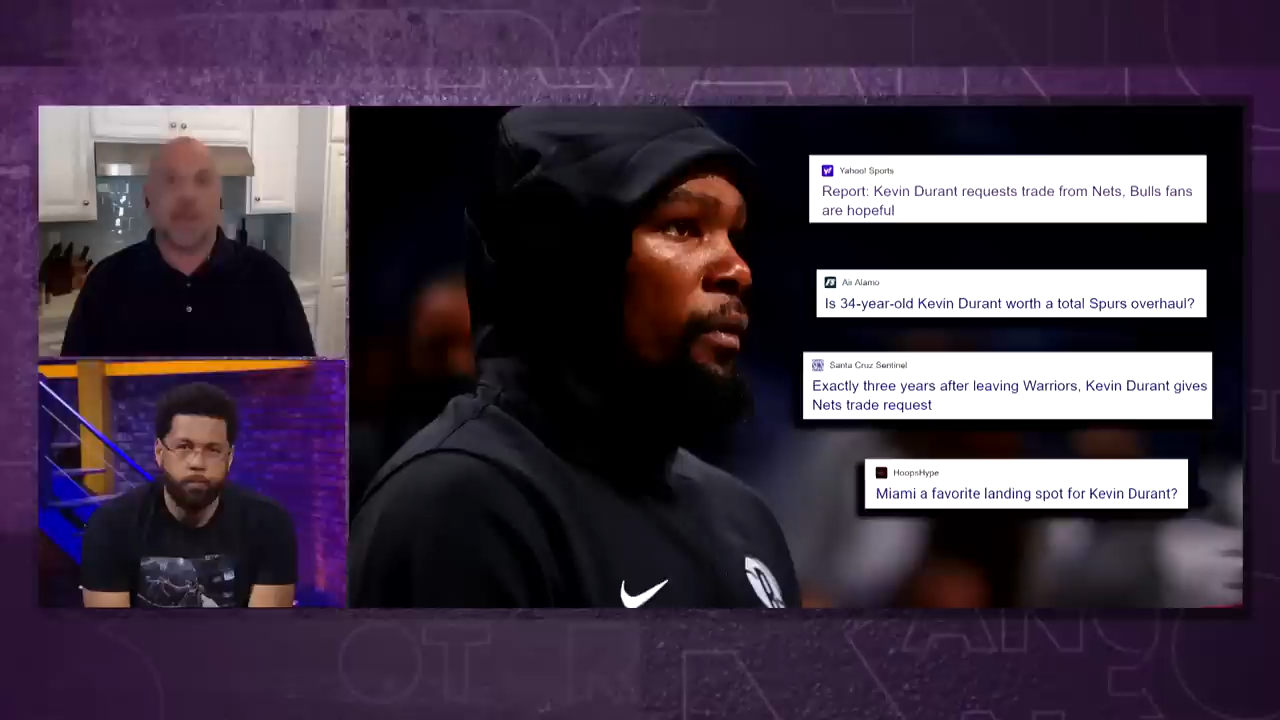 Yahoo! Sports
Report: Kevin Durant requests trade from Nets, Bulls fans
are hopeful
Air Alamo
Is 34-year-old Kevin Durant worth a total Spurs overhaul?
Santa Cruz Sentinel
Exactly three years after leaving Warriors, Kevin Durant gives
Nets trade request
HoopsHype
Miami a favorite landing spot for Kevin Durant?